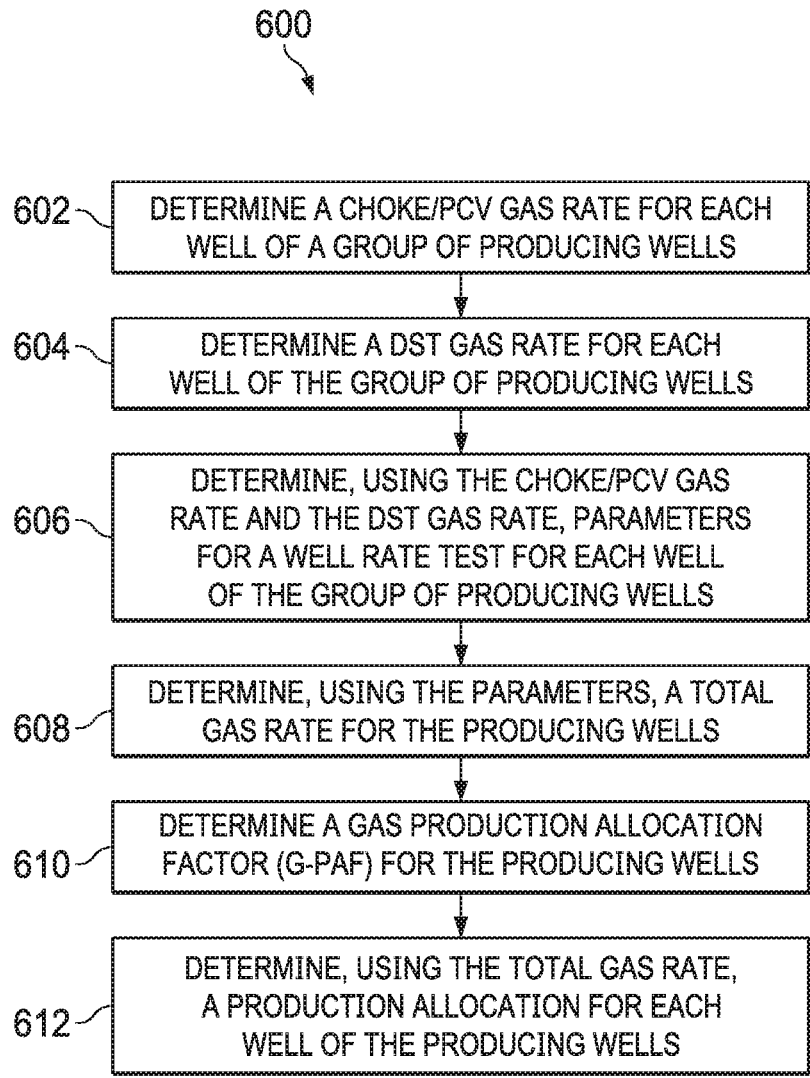 600
602
DETERMINE A CHOKE/PCV GAS RATE FOR EACH
WELL OF A GROUP OF PRODUCING WELLS
604
DETERMINE A DST GAS RATE FOR EACH
WELL OF THE GROUP OF PRODUCING WELLS
606
DETERMINE, USING THE CHOKE/PCV GAS
RATE AND THE DST GAS RATE, PARAMETERS
FOR A WELL RATE TEST FOR EACH WELL
OF THE GROUP OF PRODUCING WELLS
608
DETERMINE, USING THE PARAMETERS, A TOTAL
GAS RATE FOR THE PRODUCING WELLS
610
DETERMINE A GAS PRODUCTION ALLOCATION
FACTOR (G-PAF) FOR THE PRODUCING WELLS
612
DETERMINE, USING THE TOTAL GAS RATE,
A PRODUCTION ALLOCATION FOR EACH
WELL OF THE PRODUCING WELLS